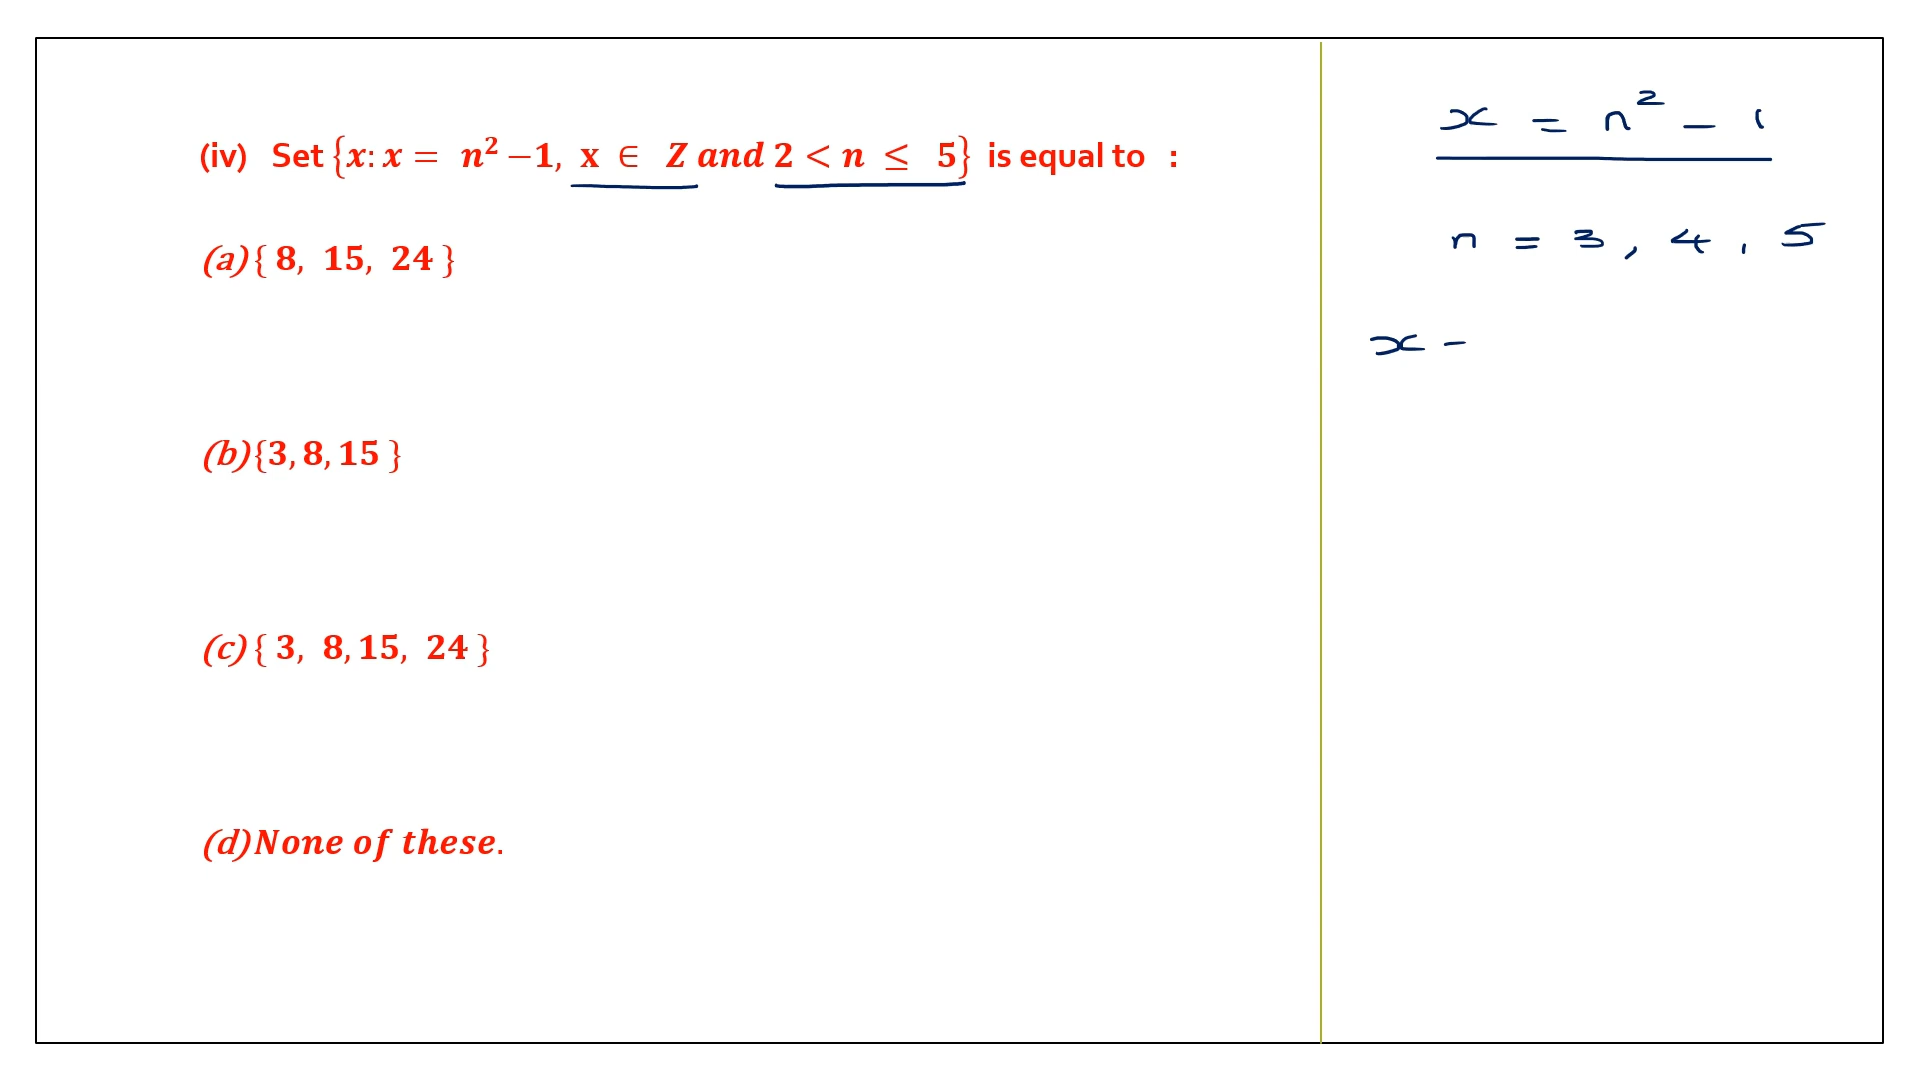 (iv) Set {x: x = n² −1, x ∈ Z and 2 < n ≤ 5} is equal to :
(a) { 8, 15, 24 }
(b) {3, 8, 15 }
(c) { 3, 8, 15, 24 }
(d) None of these.
x = n² − 1
n = 3 , 4 , 5
x -